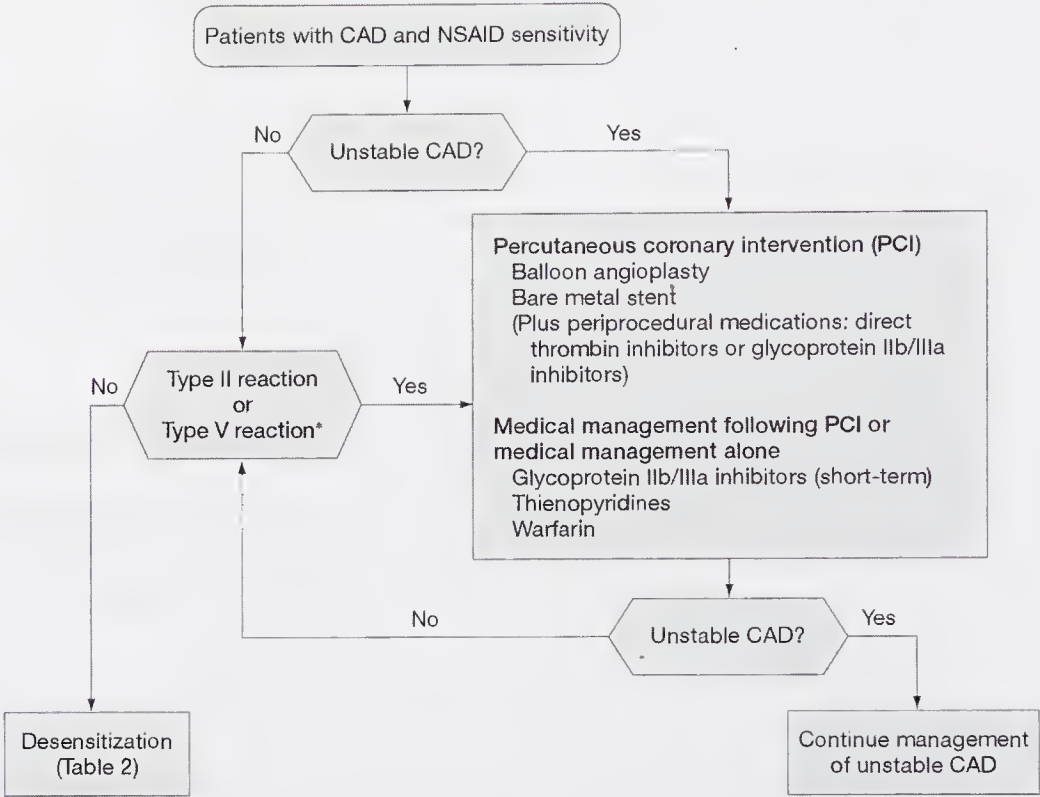 Patients with CAD and NSAID sensitivity
No
Unstable CAD?
Yes
Percutaneous coronary intervention (PCI)
Balloon angioplasty
Bare metal stent
(Plus periprocedural medications: direct
thrombin inhibitors or glycoprotein IIb/IIIa
inhibitors)
No
Type II reaction
or
Type V reaction*
Yes
Medical management following PCI or
medical management alone
Glycoprotein IIb/IIIa inhibitors (short-term)
Thienopyridines
Warfarin
No
Unstable CAD?
Yes
Desensitization
(Table 2)
Continue management
of unstable CAD